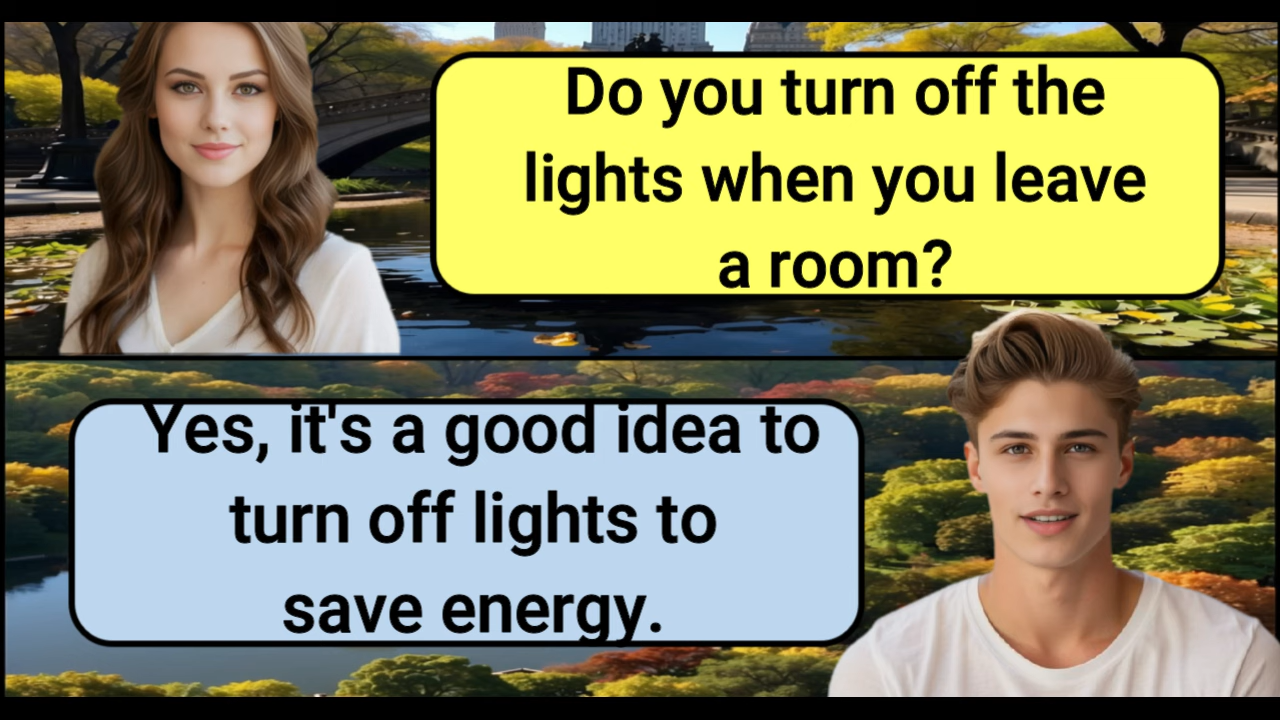 Do you turn off the
lights when you leave
a room?
Yes, it's a good idea to
turn off lights to
save energy.